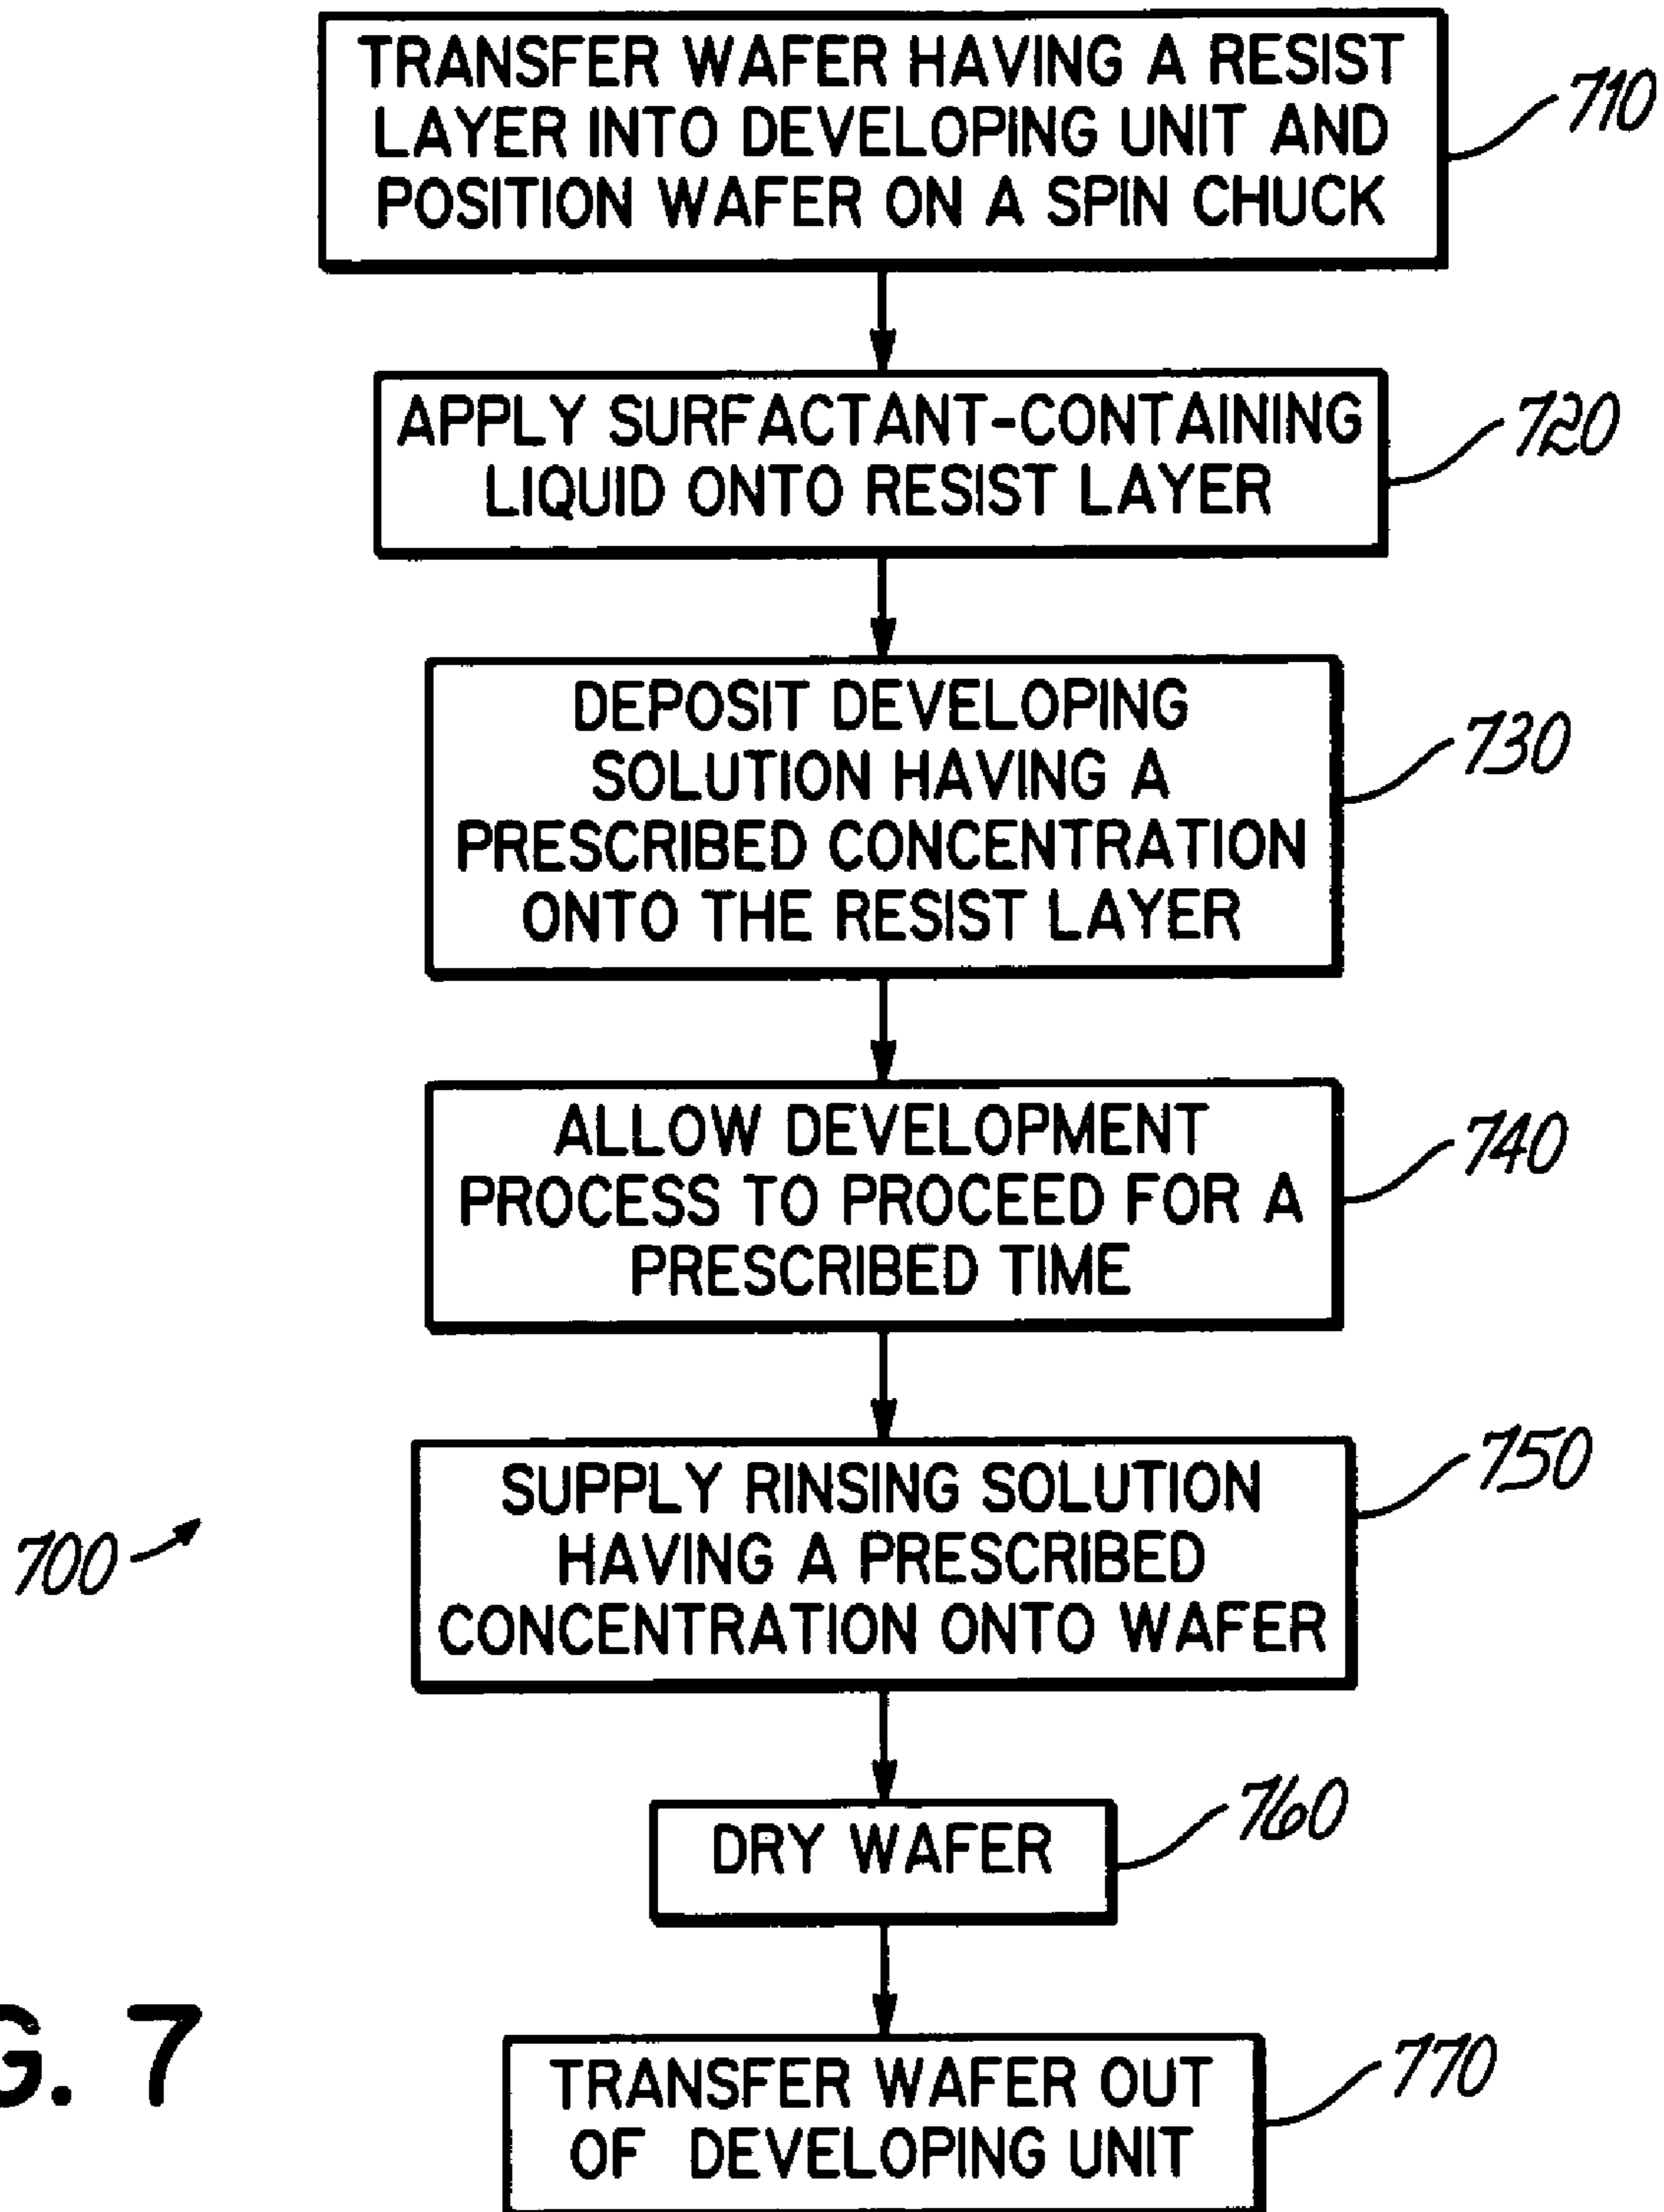 TRANSFER WAFER HAVING A RESIST
LAYER INTO DEVELOPING UNIT AND
POSITION WAFER ON A SPIN CHUCK
710
APPLY SURFACTANT-CONTAINING
LIQUID ONTO RESIST LAYER
720
DEPOSIT DEVELOPING
SOLUTION HAVING A
PRESCRIBED CONCENTRATION
ONTO THE RESIST LAYER
730
ALLOW DEVELOPMENT
PROCESS TO PROCEED FOR A
PRESCRIBED TIME
740
SUPPLY RINSING SOLUTION
HAVING A PRESCRIBED
CONCENTRATION ONTO WAFER
750
700
DRY WAFER
760
TRANSFER WAFER OUT
OF DEVELOPING UNIT
770
G. 7